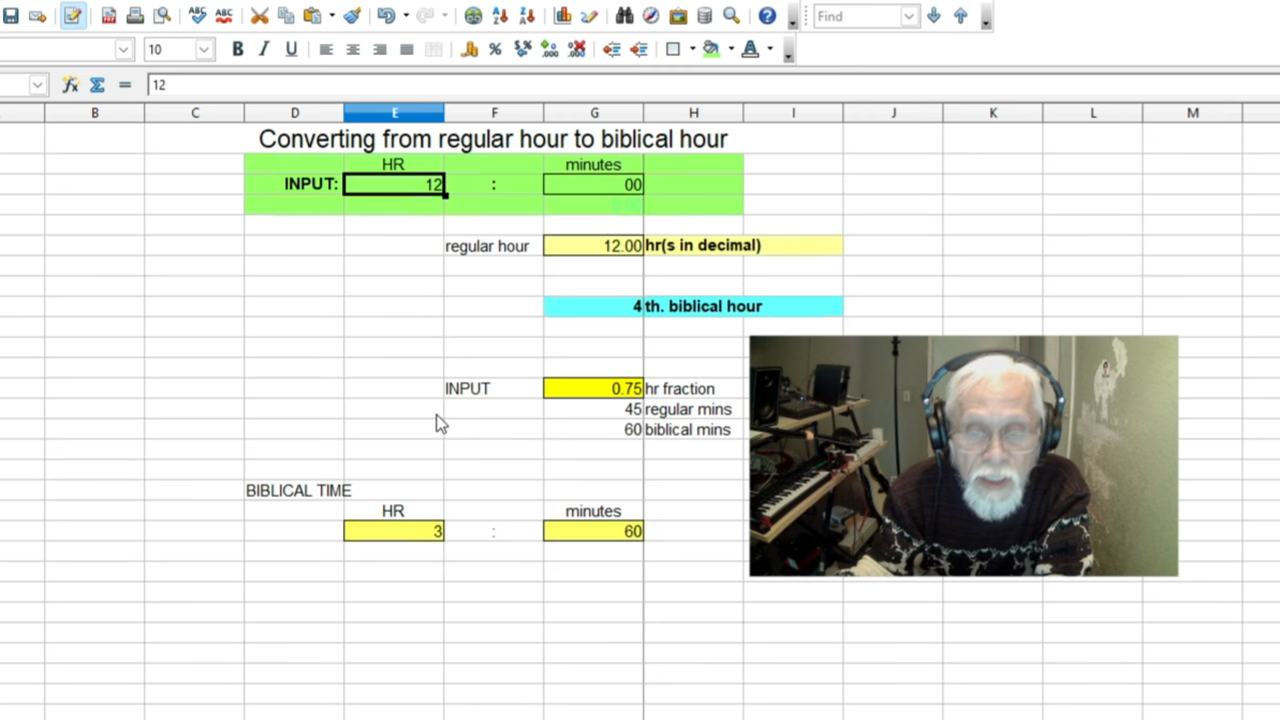 Find
10
B I U
12
B C D E F G H I J K L M
Converting from regular hour to biblical hour
HR minutes
INPUT: 12 : 00
regular hour 12.00 hr(s in decimal)
4 th. biblical hour
INPUT 0.75 hr fraction
45 regular mins
60 biblical mins
BIBLICAL TIME
HR minutes
3 : 60